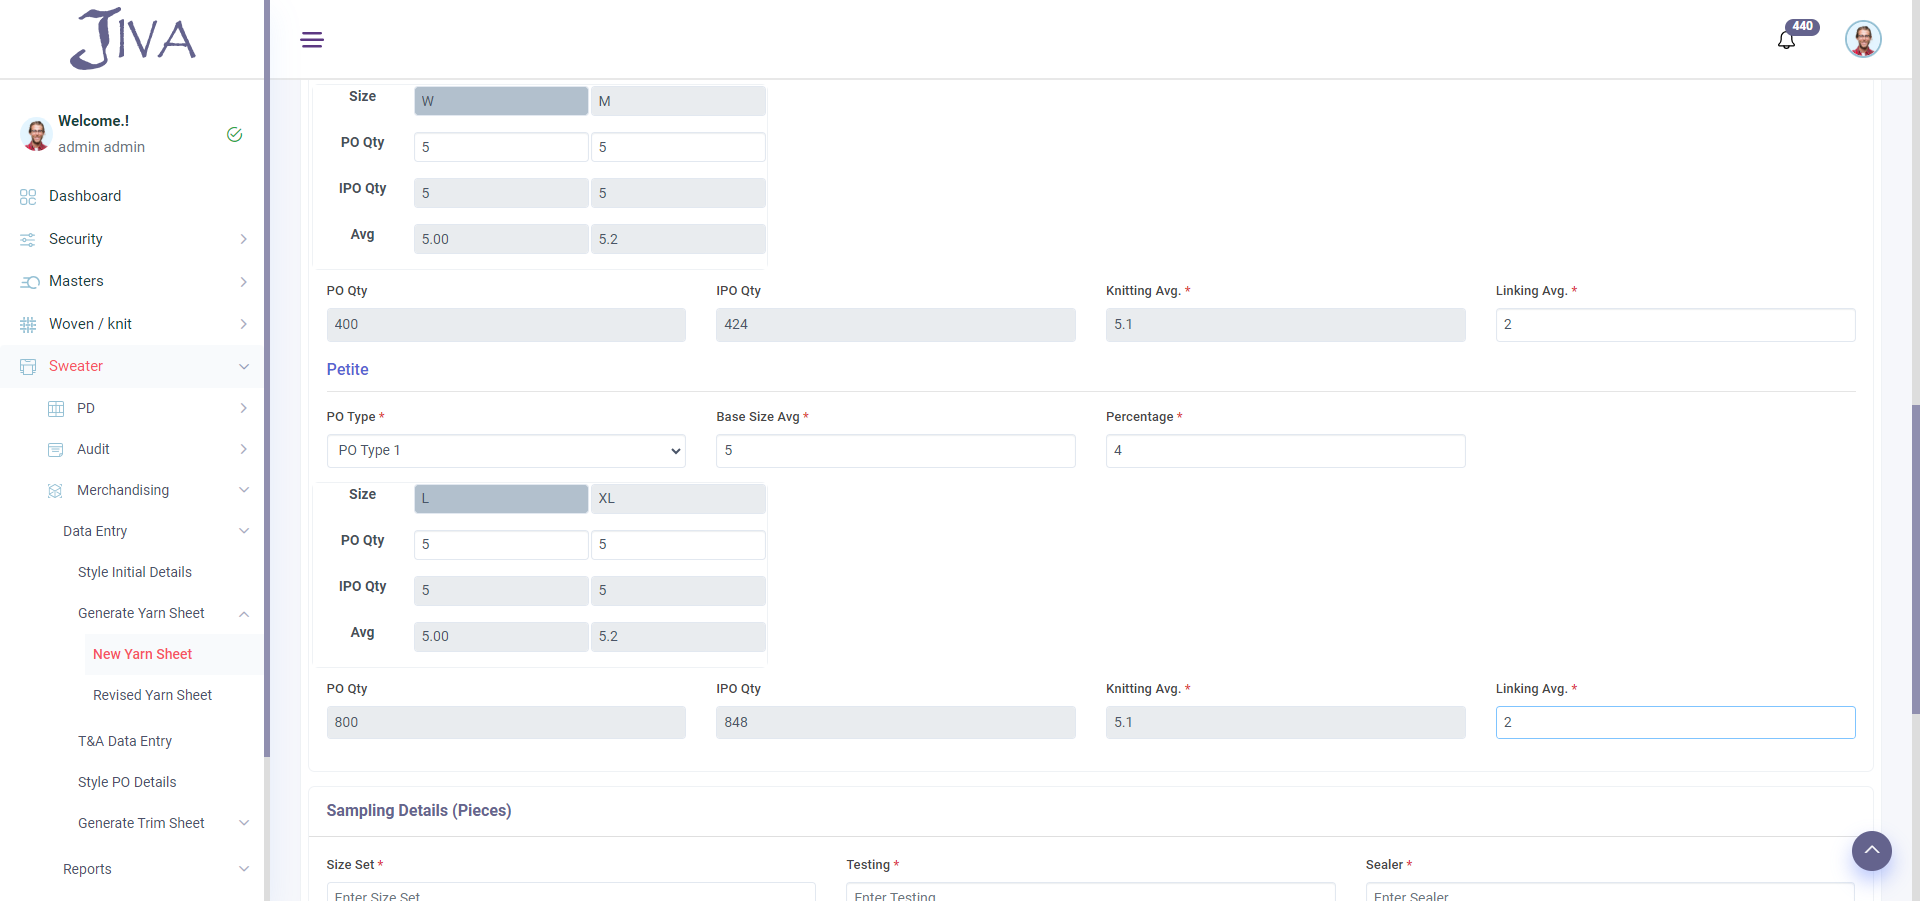 JIVA
440
Welcome.!
admin admin
Dashboard
Security
Masters
Woven / knit
Sweater
PD
Audit
Merchandising
Data Entry
Style Initial Details
Generate Yarn Sheet
New Yarn Sheet
Revised Yarn Sheet
T&A Data Entry
Style PO Details
Generate Trim Sheet
Reports
Size W M
PO Qty 5 5
IPO Qty 5 5
Avg 5.00 5.2
PO Qty IPO Qty Knitting Avg. * Linking Avg. *
400 424 5.1 2
Petite
PO Type * Base Size Avg * Percentage *
PO Type 1 5 4
Size L XL
PO Qty 5 5
IPO Qty 5 5
Avg 5.00 5.2
PO Qty IPO Qty Knitting Avg. * Linking Avg. *
800 848 5.1 2
Sampling Details (Pieces)
Size Set * Testing * Sealer *
Enter Size Set Enter Testing Enter Sealer